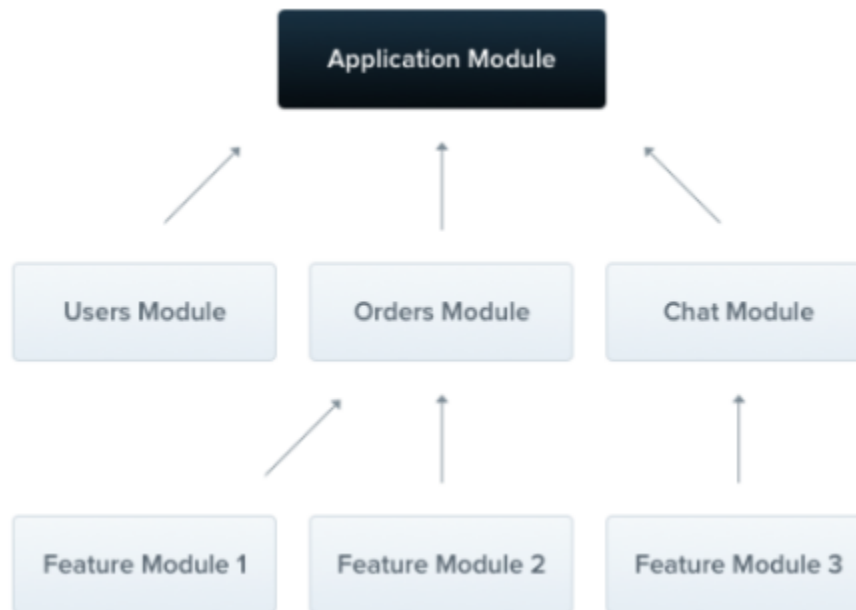 Application Module
Users Module
Orders Module
Chat Module
Feature Module 1
Feature Module 2
Feature Module 3